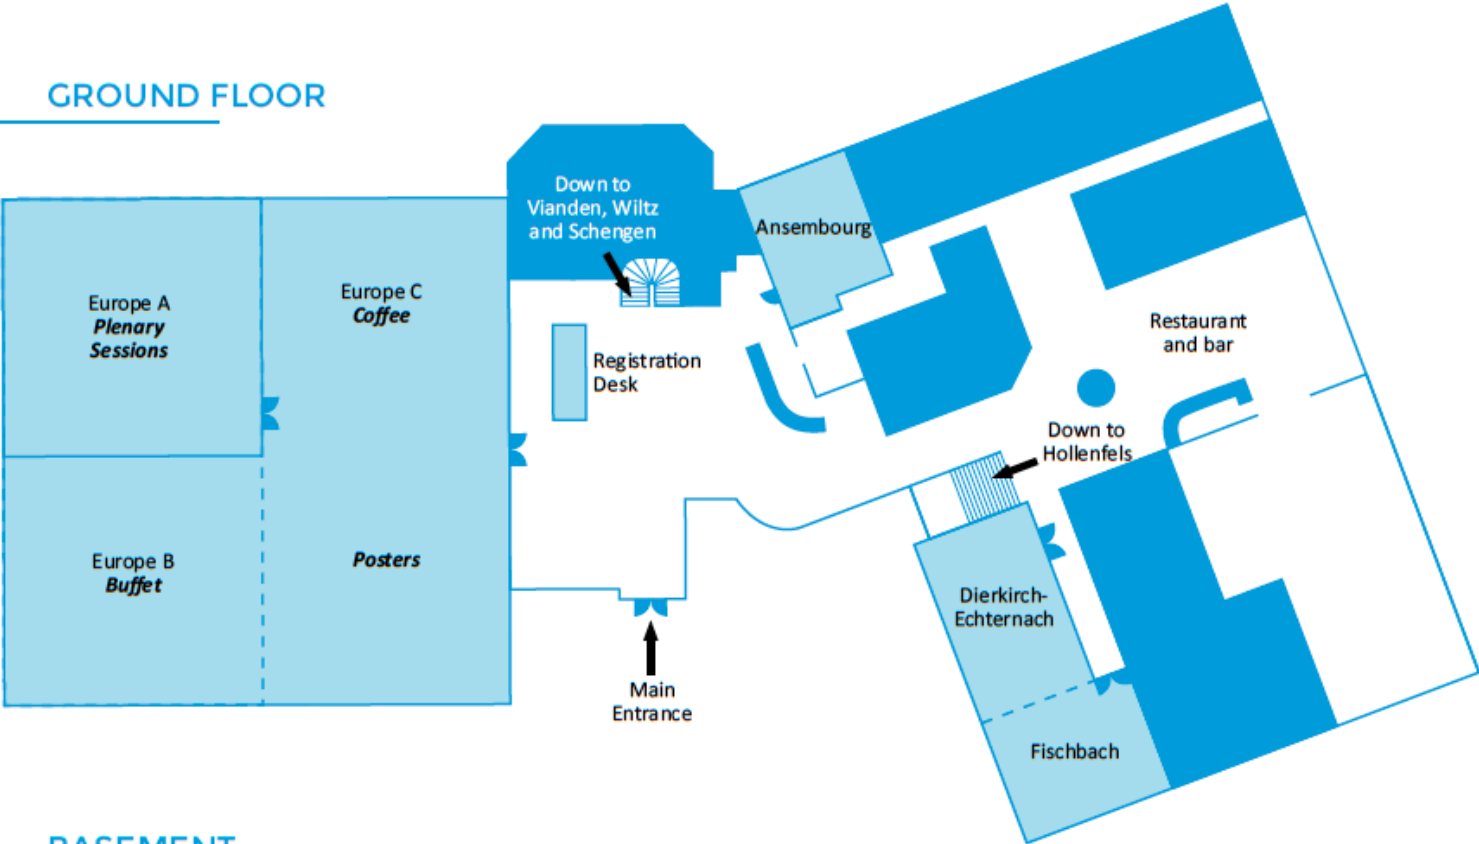 GROUND FLOOR
Down to
Vianden, Wiltz
and Schengen
Ansembourg
Europe A
Plenary
Sessions
Europe C
Coffee
Registration
Desk
Restaurant
and bar
Down to
Hollenfels
Europe B
Buffet
Posters
Dierkirch-
Echternach
Main
Entrance
Fischbach
BASEMENT